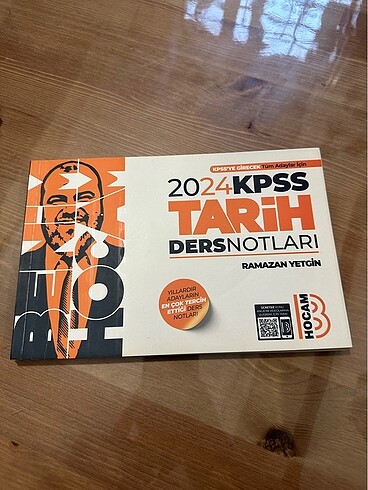 KPSS'YE GİRECEK Tüm Adaylar İçin
2024 KPSS
TARİH
DERS NOTLARI
RAMAZAN YETGİN
YILLARDIR
ADAYLARIN
EN ÇOK TERCİH
ETTİĞİ DERS
NOTLARI
HOCAM
B
BENİM
HOCAM